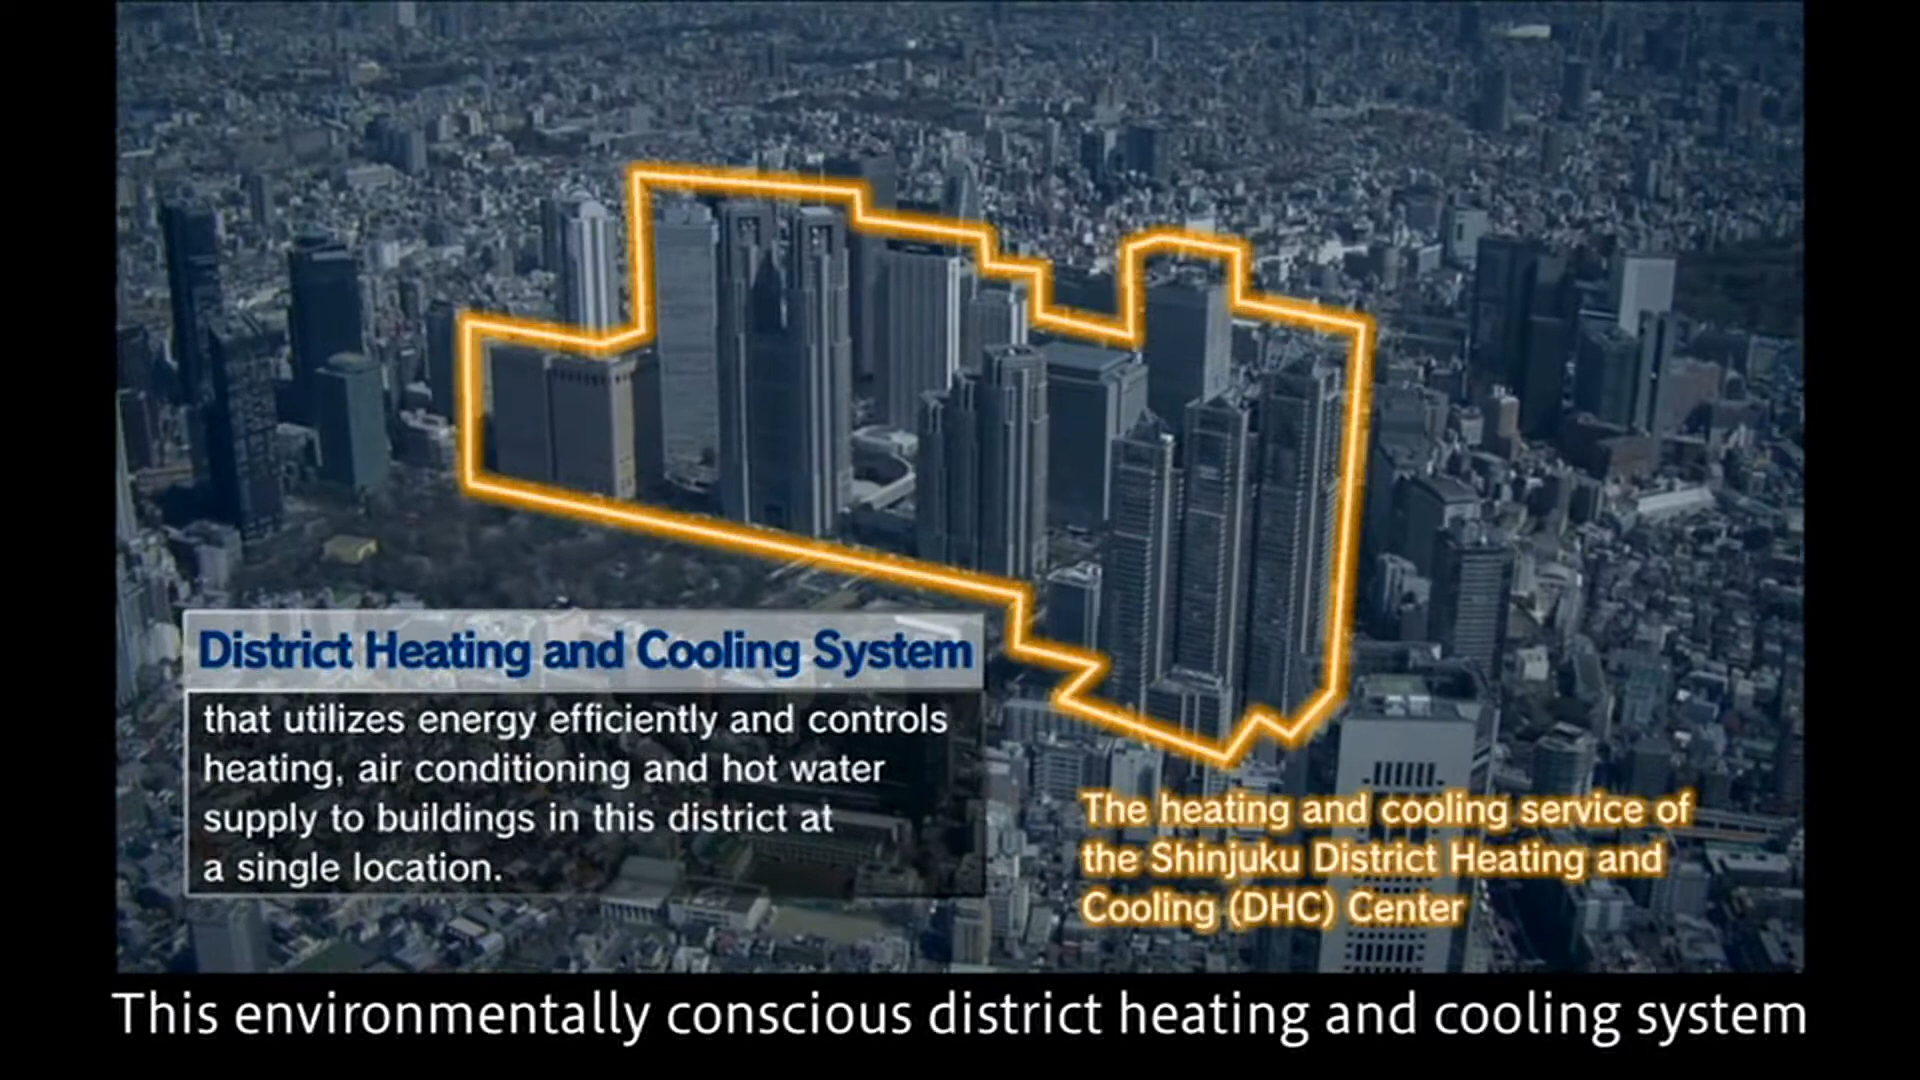 District Heating and Cooling System
that utilizes energy efficiently and controls
heating, air conditioning and hot water
supply to buildings in this district at
a single location.
The heating and cooling service of
the Shinjuku District Heating and
Cooling (DHC) Center
This environmentally conscious district heating and cooling system